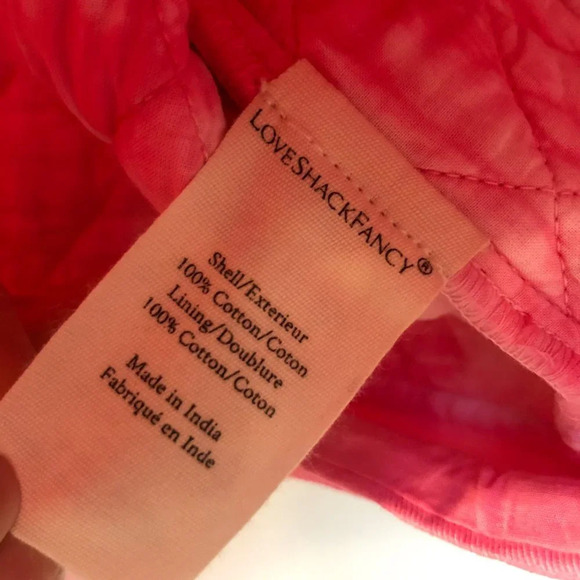 LOVESHACKFANCY®
Shell/Exterieur
100% Cotton/Coton
Lining/Doublure
100% Cotton/Coton
Made in India
Fabriqué en Inde